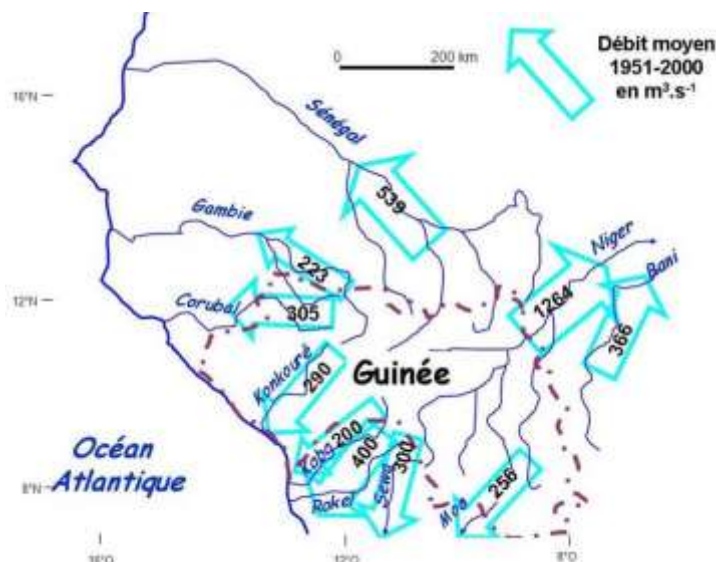 0 200 km
Débit moyen
1951-2000
en m³.s⁻¹
16°N
Sénégal
539
Gambie
223
Niger
Bani
12°N
Corubal
305
1264
366
Konkouré
290
Guinée
Océan
Atlantique
Kaba
200
400
300
8°N
Rokel
Sewa
Moa
256
12°O
8°O